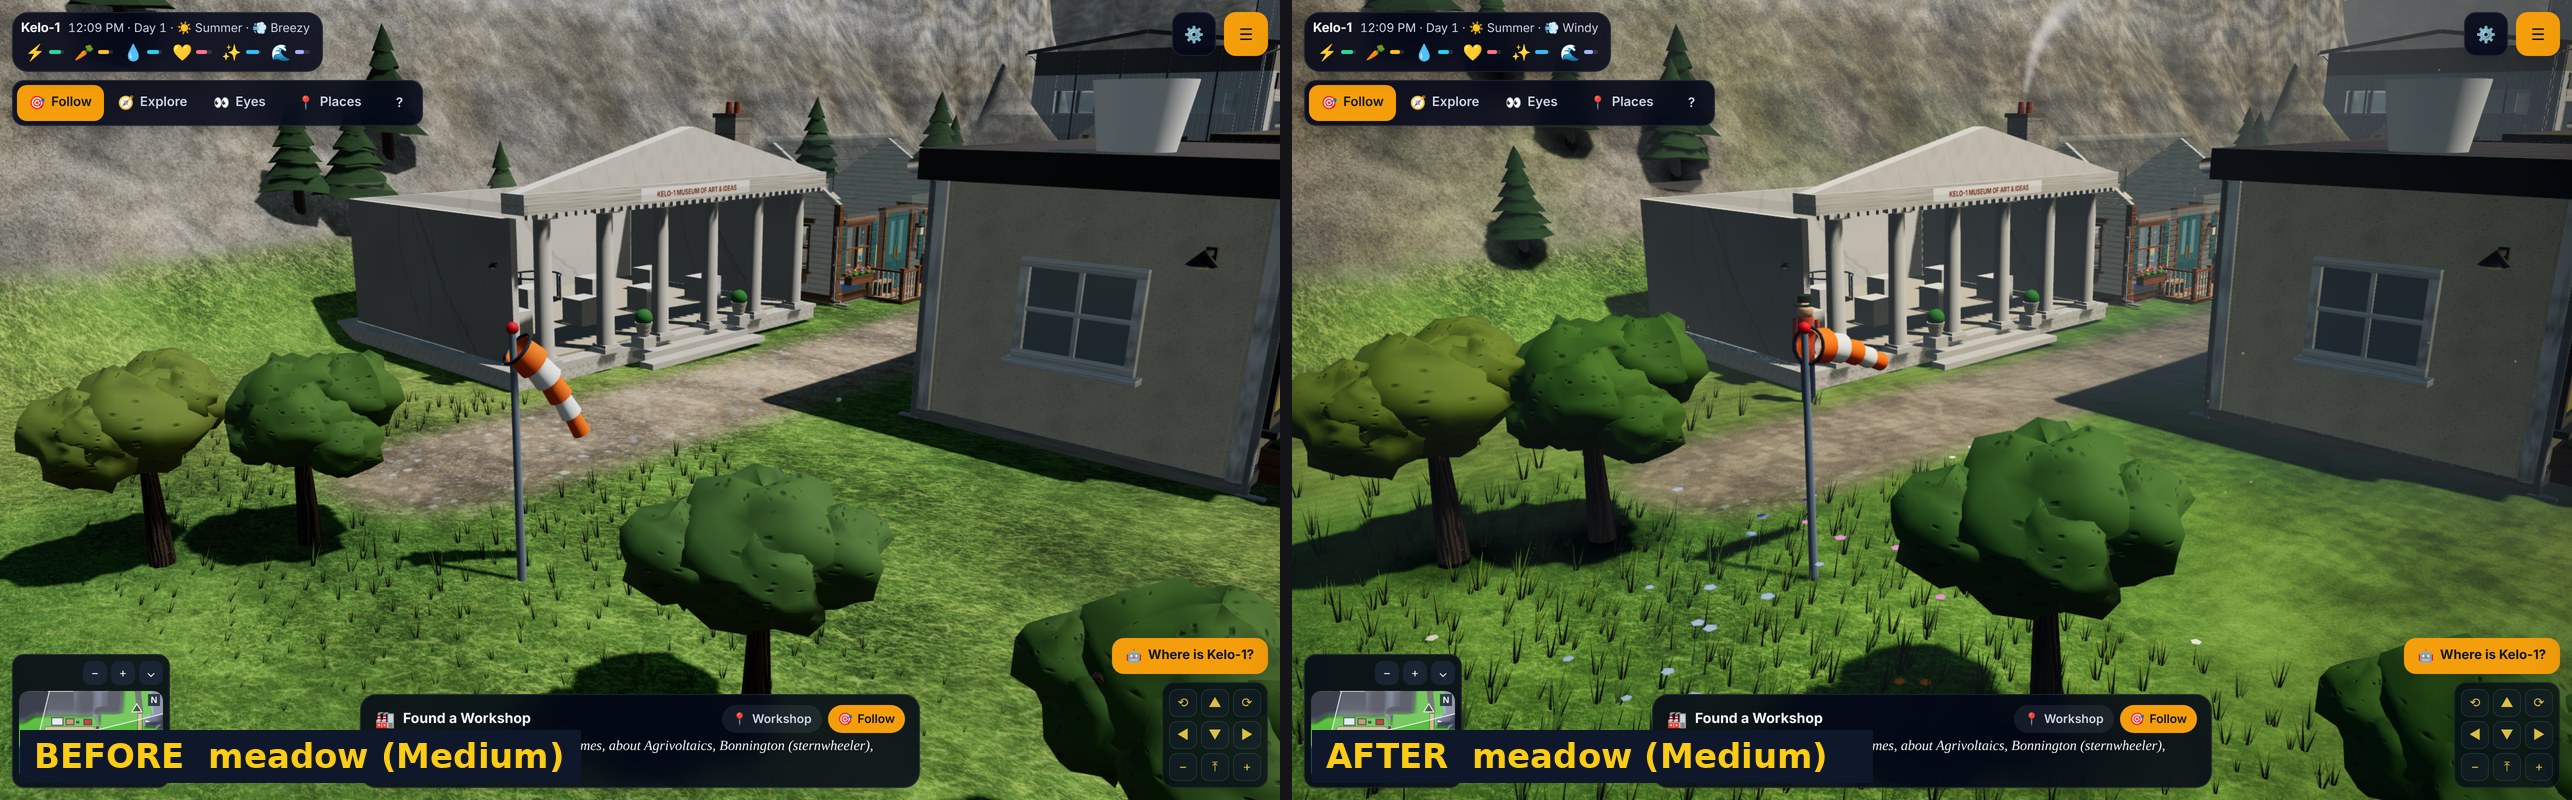 Kelo-1 12:09 PM · Day 1 · Summer · Breezy
Follow Explore Eyes Places ?
KELO-1 MUSEUM OF ART & IDEAS
Where is Kelo-1?
N
Found a Workshop Workshop Follow
mes, about Agrivoltaics, Bonnington (sternwheeler),
BEFORE meadow (Medium)
Kelo-1 12:09 PM · Day 1 · Summer · Windy
Follow Explore Eyes Places ?
KELO-1 MUSEUM OF ART & IDEAS
Where is Kelo-1?
N
Found a Workshop Workshop Follow
mes, about Agrivoltaics, Bonnington (sternwheeler),
AFTER meadow (Medium)